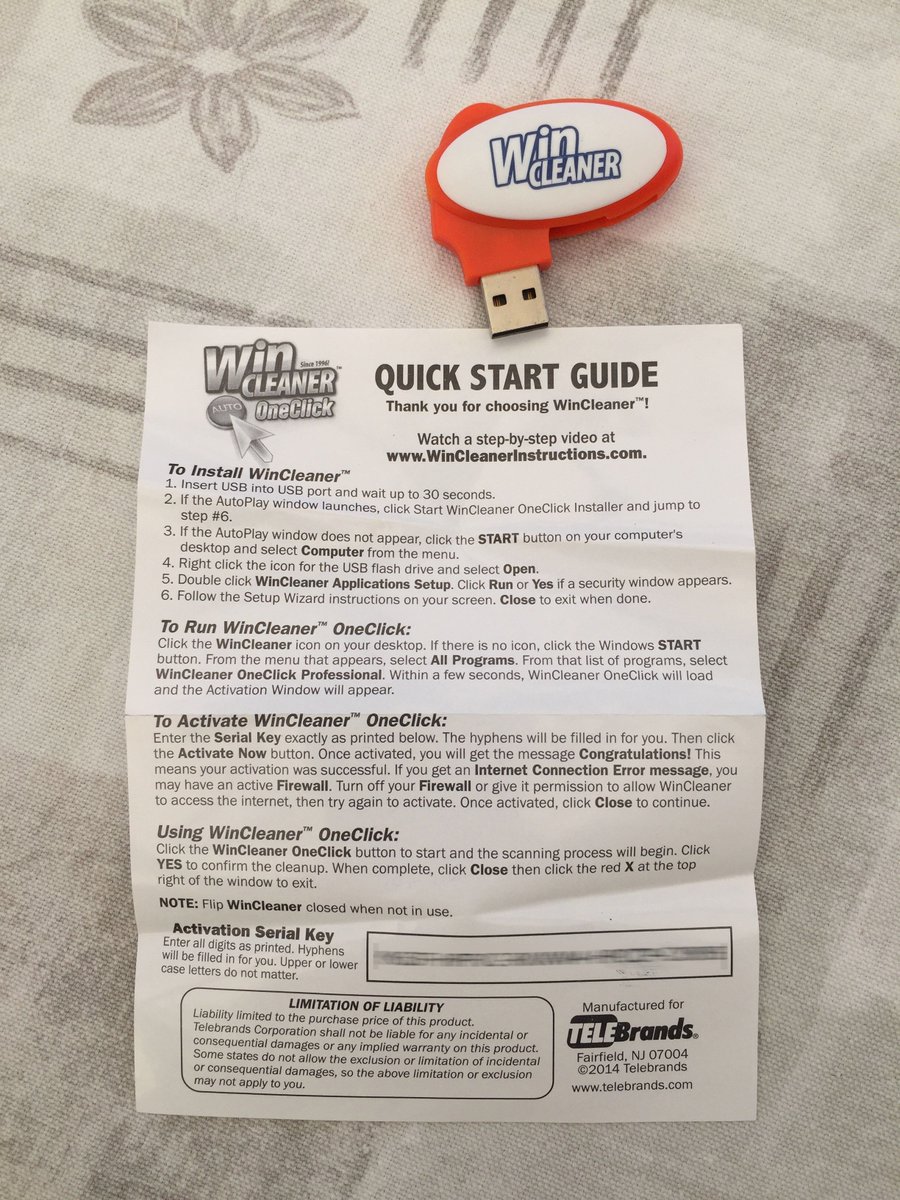 Win
CLEANER
Win Since 1996!
CLEANER™
AUTO OneClick
QUICK START GUIDE
Thank you for choosing WinCleaner™!
Watch a step-by-step video at
www.WinCleanerInstructions.com.
To Install WinCleaner™
1. Insert USB into USB port and wait up to 30 seconds.
2. If the AutoPlay window launches, click Start WinCleaner OneClick Installer and jump to
step #6.
3. If the AutoPlay window does not appear, click the START button on your computer's
desktop and select Computer from the menu.
4. Right click the icon for the USB flash drive and select Open.
5. Double click WinCleaner Applications Setup. Click Run or Yes if a security window appears.
6. Follow the Setup Wizard instructions on your screen. Close to exit when done.
To Run WinCleaner™ OneClick:
Click the WinCleaner icon on your desktop. If there is no icon, click the Windows START
button. From the menu that appears, select All Programs. From that list of programs, select
WinCleaner OneClick Professional. Within a few seconds, WinCleaner OneClick will load
and the Activation Window will appear.
To Activate WinCleaner™ OneClick:
Enter the Serial Key exactly as printed below. The hyphens will be filled in for you. Then click
the Activate Now button. Once activated, you will get the message Congratulations! This
means your activation was successful. If you get an Internet Connection Error message, you
may have an active Firewall. Turn off your Firewall or give it permission to allow WinCleaner
to access the internet, then try again to activate. Once activated, click Close to continue.
Using WinCleaner™ OneClick:
Click the WinCleaner OneClick button to start and the scanning process will begin. Click
YES to confirm the cleanup. When complete, click Close then click the red X at the top
right of the window to exit.
NOTE: Flip WinCleaner closed when not in use.
Activation Serial Key
Enter all digits as printed. Hyphens
will be filled in for you. Upper or lower
case letters do not matter.
LIMITATION OF LIABILITY
Liability limited to the purchase price of this product.
Telebrands Corporation shall not be liable for any incidental or
consequential damages or any implied warranty on this product.
Some states do not allow the exclusion or limitation of incidental
or consequential damages, so the above limitation or exclusion
may not apply to you.
Manufactured for
TELEBrands®
Fairfield, NJ 07004
©2014 Telebrands
www.telebrands.com